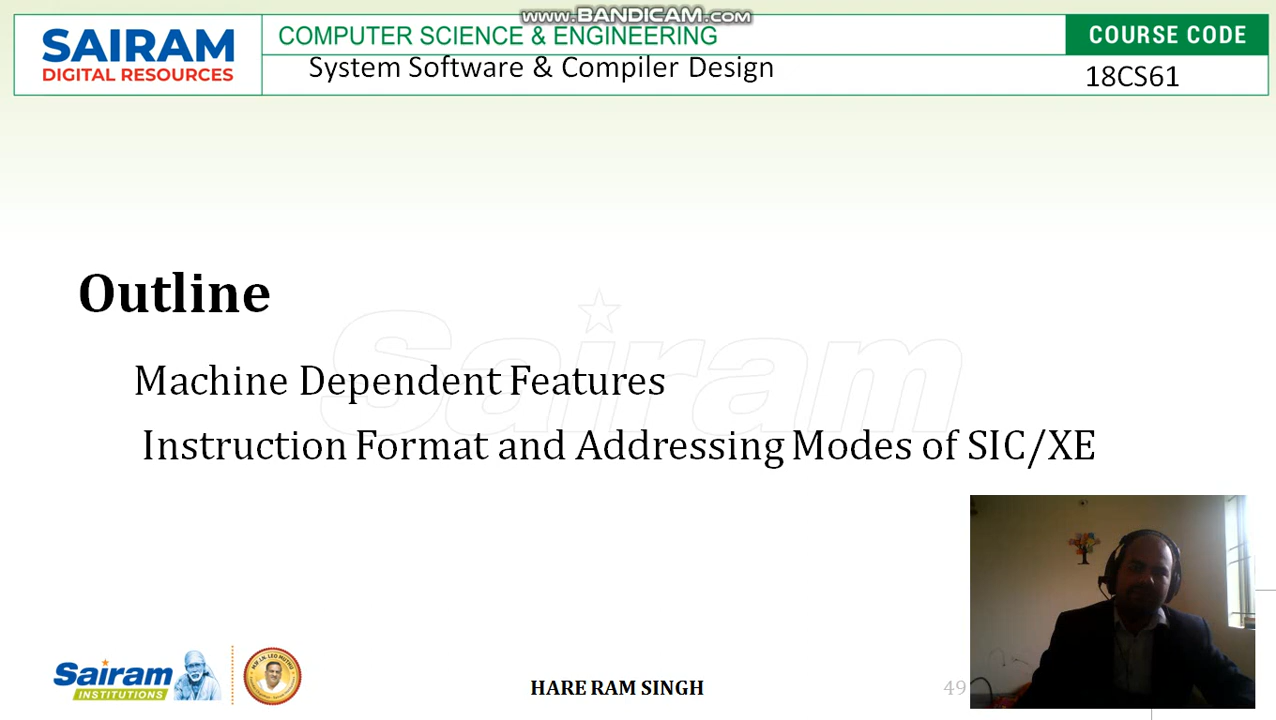 www.BANDICAM.com
SAIRAM
DIGITAL RESOURCES
COMPUTER SCIENCE & ENGINEERING
COURSE CODE
System Software & Compiler Design
18CS61
Sairam
Outline
Machine Dependent Features
Instruction Format and Addressing Modes of SIC/XE
Sairam
INSTITUTIONS
HARE RAM SINGH
49